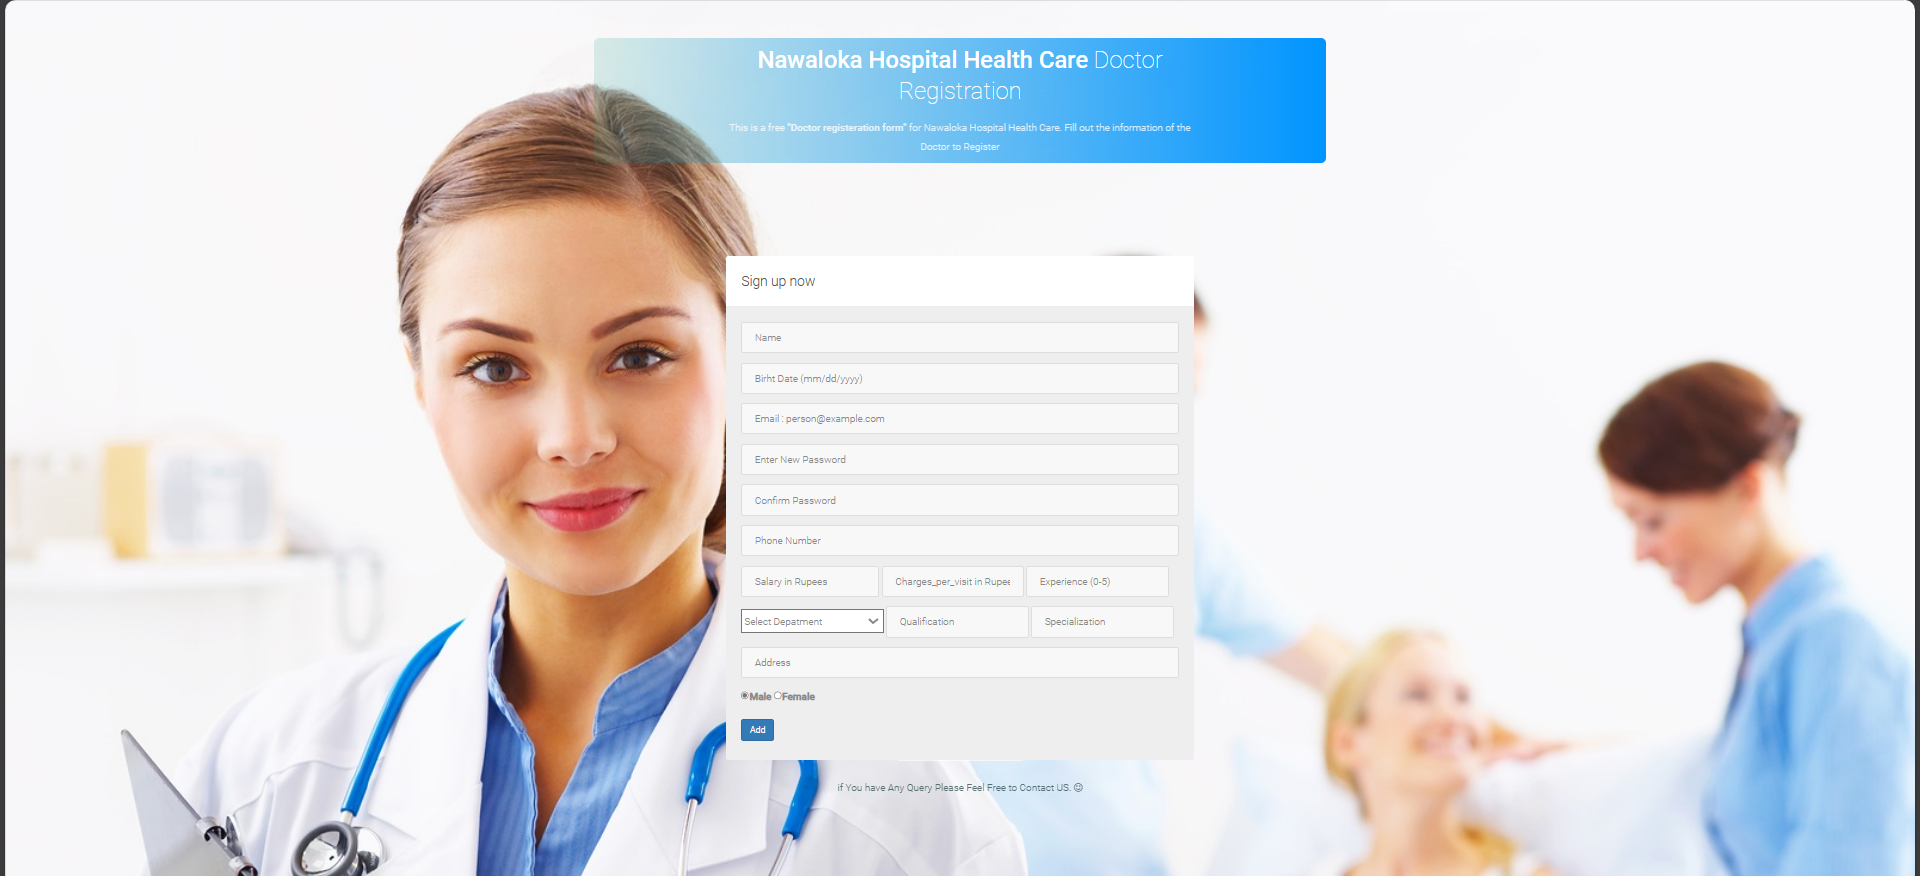 Nawaloka Hospital Health Care Doctor
Registration
This is a free "Doctor registeration form" for Nawaloka Hospital Health Care. Fill out the information of the
Doctor to Register
Sign up now
Name
Birht Date (mm/dd/yyyy)
Email : person@example.com
Enter New Password
Confirm Password
Phone Number
Salary in Rupees Charges_per_visit in Rupee Experience (0-5)
Select Depatment Qualification Specialization
Address
Male Female
Add
if You have Any Query Please Feel Free to Contact US. ☺